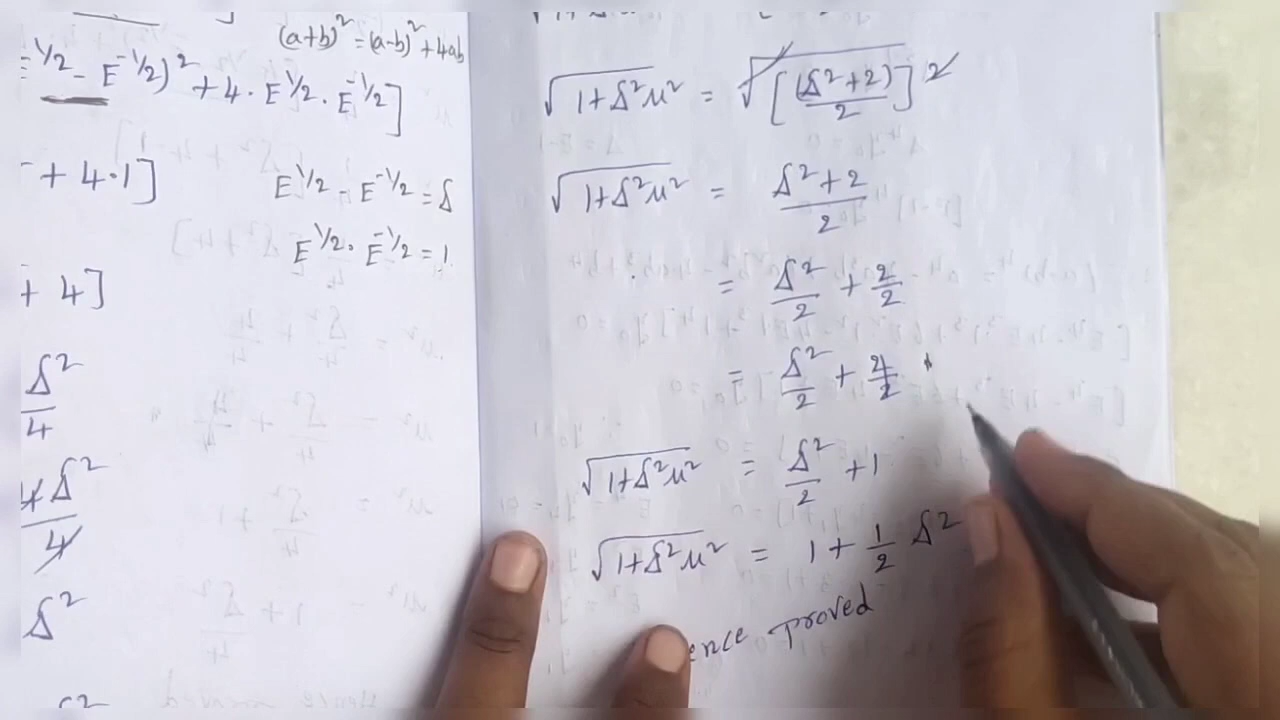 (a+b)² = (a-b)² + 4ab
E^1/2 - E^-1/2)² + 4 · E^1/2 · E^-1/2]
+ 4·1]
E^1/2 - E^-1/2 = δ
E^1/2 · E^-1/2 = 1
+ 4]
δ²/4
4δ²/4
δ²
√1+δ²μ² = √[(δ²+2)/2]²
√1+δ²μ² = δ²+2/2
= δ²/2 + 2/2
= δ²/2 + 2/2
√1+δ²μ² = δ²/2 + 1
√1+δ²μ² = 1 + 1/2 δ²
ence proved